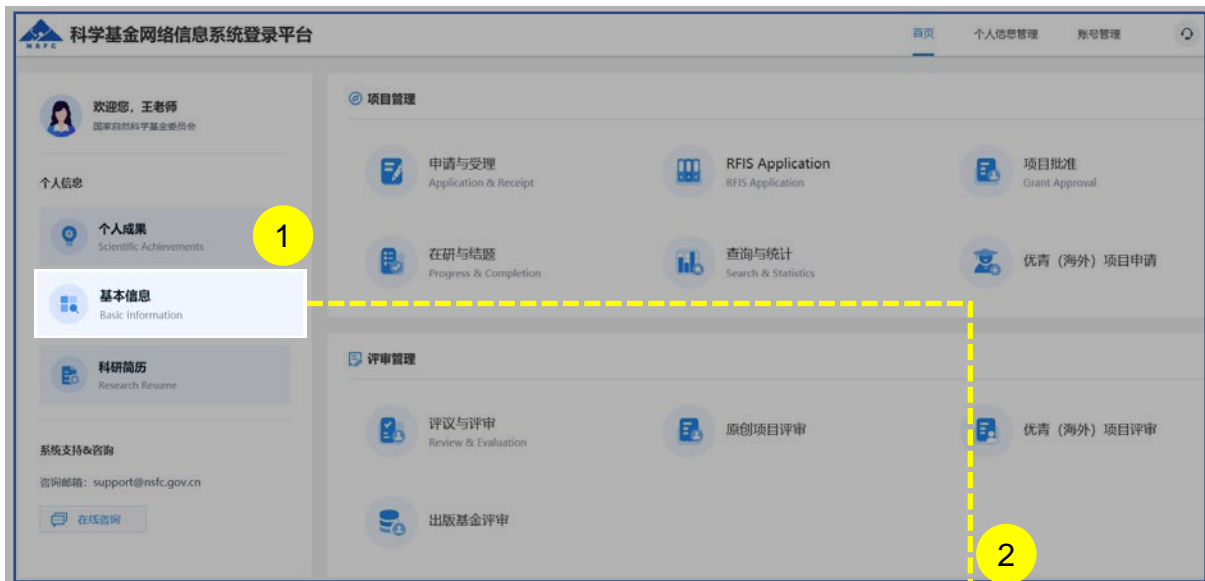 NSFC
科学基金网络信息系统登录平台
首页
个人信息管理
账号管理
欢迎您，王老师
国家自然科学基金委员会
个人信息
个人成果
Scientific Achievements
1
基本信息
Basic Information
科研简历
Research Resume
系统支持&咨询
咨询邮箱：support@nsfc.gov.cn
在线咨询
项目管理
申请与受理
Application & Receipt
RFIS Application
RFIS Application
项目批准
Grant Approval
在研与结题
Progress & Completion
查询与统计
Search & Statistics
优青（海外）项目申请
评审管理
评议与评审
Review & Evaluation
原创项目评审
优青（海外）项目评审
出版基金评审
2